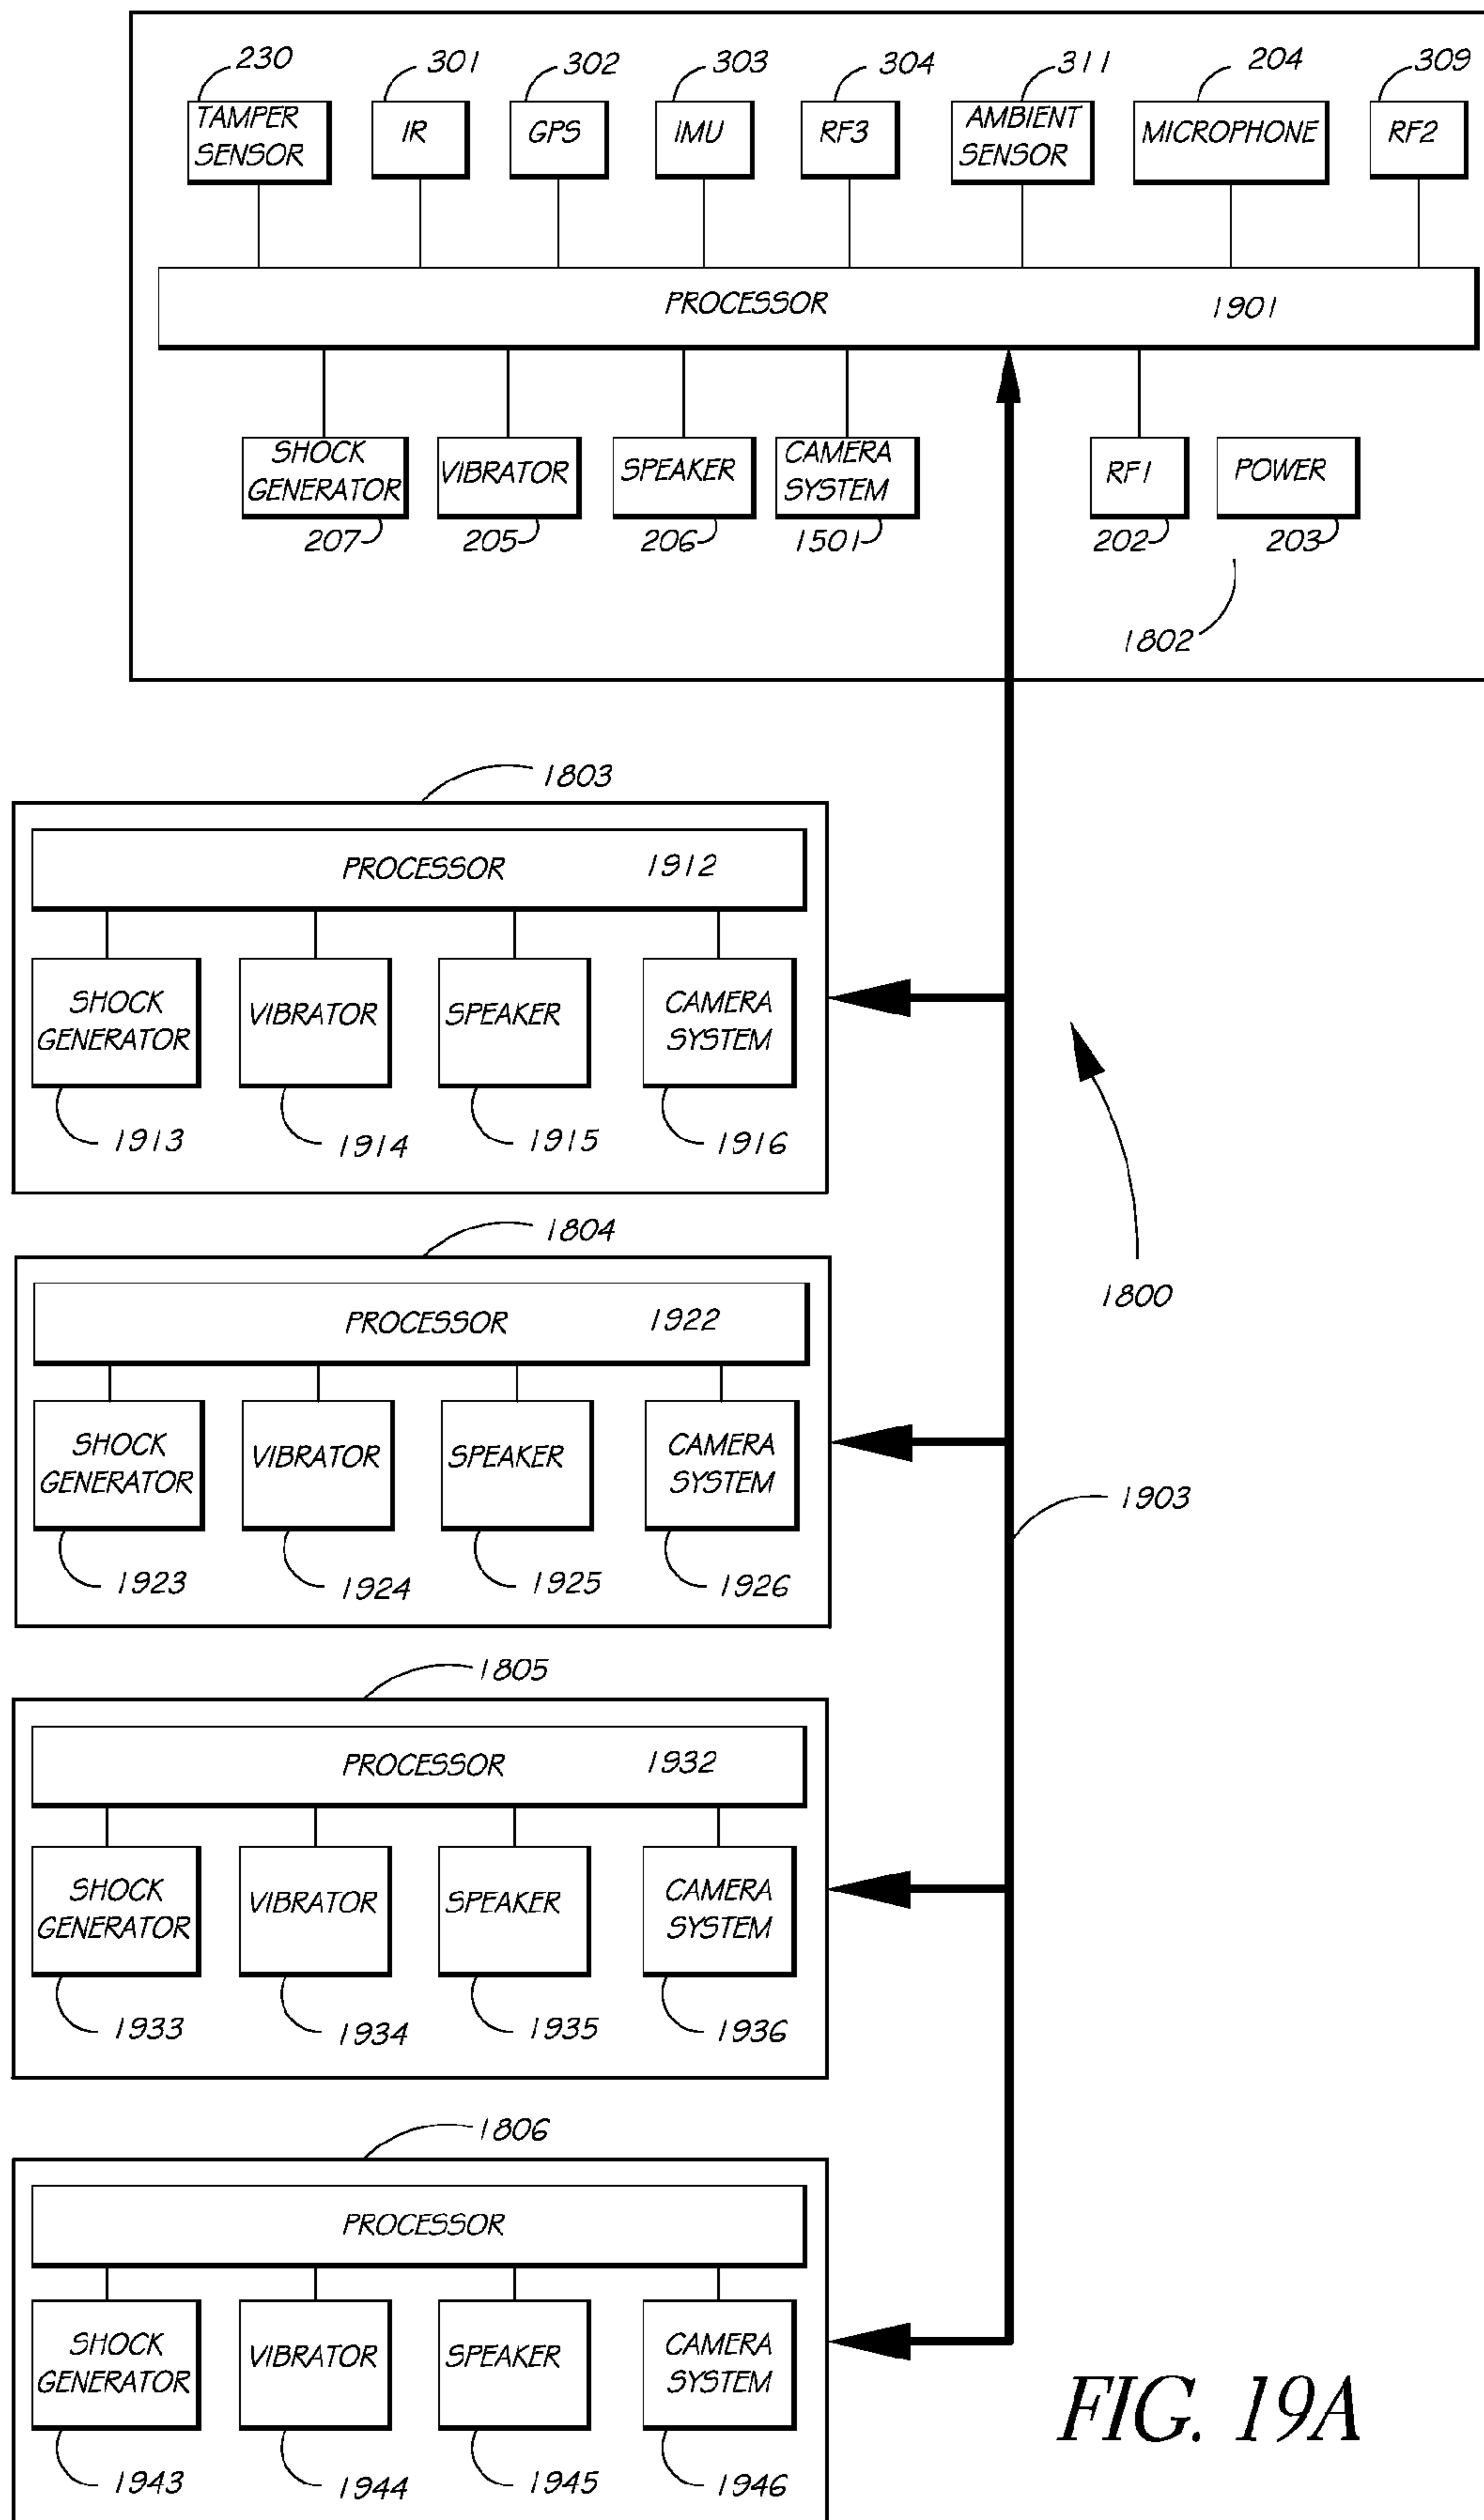 230
301
302
303
304
311
204
309
TAMPER
SENSOR
IR
GPS
IMU
RF3
AMBIENT
SENSOR
MICROPHONE
RF2
PROCESSOR 1901
SHOCK
GENERATOR
VIBRATOR
SPEAKER
CAMERA
SYSTEM
RF1
POWER
207
205
206
1501
202
203
1802
1803
PROCESSOR 1912
SHOCK
GENERATOR
VIBRATOR
SPEAKER
CAMERA
SYSTEM
1913
1914
1915
1916
1804
1800
PROCESSOR 1922
SHOCK
GENERATOR
VIBRATOR
SPEAKER
CAMERA
SYSTEM
1903
1923
1924
1925
1926
1805
PROCESSOR 1932
SHOCK
GENERATOR
VIBRATOR
SPEAKER
CAMERA
SYSTEM
1933
1934
1935
1936
1806
PROCESSOR
SHOCK
GENERATOR
VIBRATOR
SPEAKER
CAMERA
SYSTEM
1943
1944
1945
1946
FIG. 19A